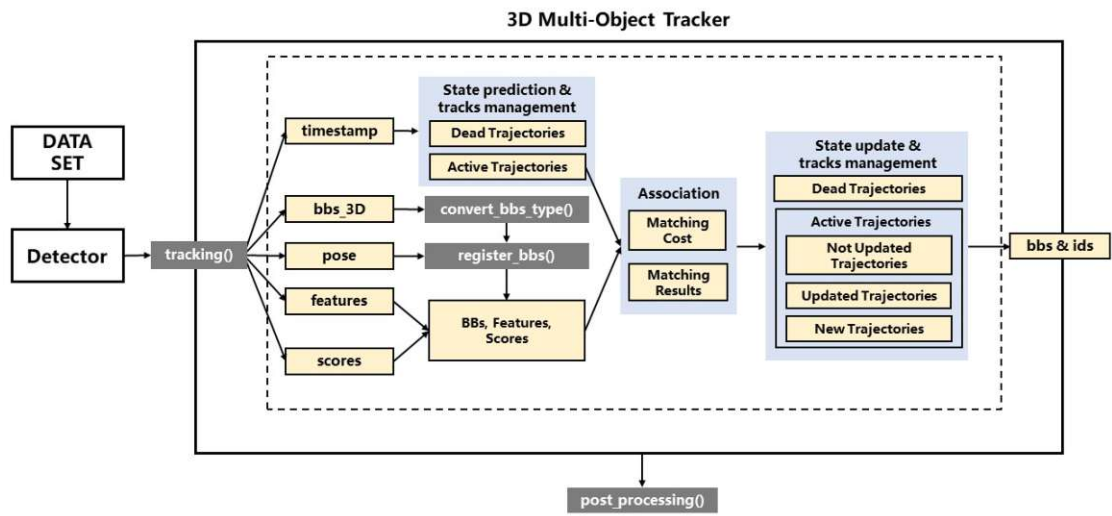 3D Multi-Object Tracker
DATA
SET
Detector
tracking()
timestamp
bbs_3D
pose
features
scores
State prediction &
tracks management
Dead Trajectories
Active Trajectories
convert_bbs_type()
register_bbs()
BBs, Features,
Scores
Association
Matching
Cost
Matching
Results
State update &
tracks management
Dead Trajectories
Active Trajectories
Not Updated
Trajectories
Updated Trajectories
New Trajectories
bbs & ids
post_processing()